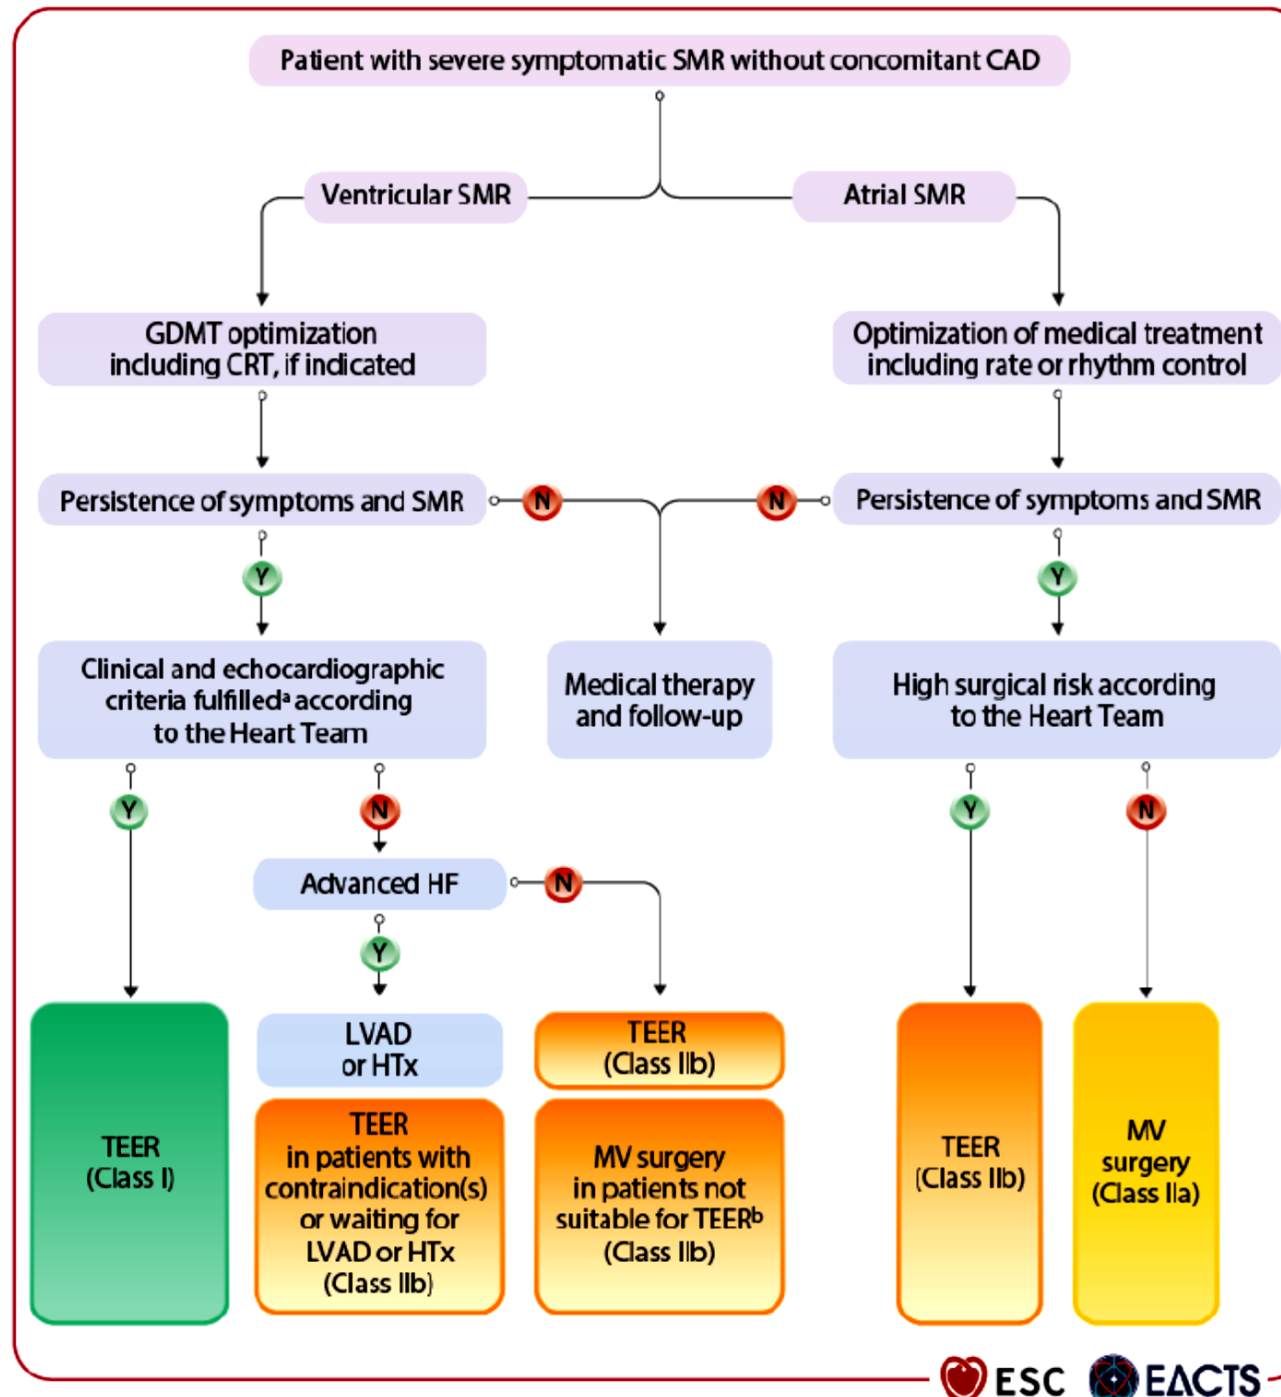 Patient with severe symptomatic SMR without concomitant CAD
Ventricular SMR
Atrial SMR
GDMT optimization
including CRT, if indicated
Optimization of medical treatment
including rate or rhythm control
Persistence of symptoms and SMR
N
N
Persistence of symptoms and SMR
Y
Y
Clinical and echocardiographic
criteria fulfilledᵃ according
to the Heart Team
Medical therapy
and follow-up
High surgical risk according
to the Heart Team
Y
N
Y
N
Advanced HF
N
Y
TEER
(Class I)
LVAD
or HTx
TEER
in patients with
contraindication(s)
or waiting for
LVAD or HTx
(Class IIb)
TEER
(Class IIb)
MV surgery
in patients not
suitable for TEERᵇ
(Class IIb)
TEER
(Class IIb)
MV
surgery
(Class IIa)
ESC
EACTS